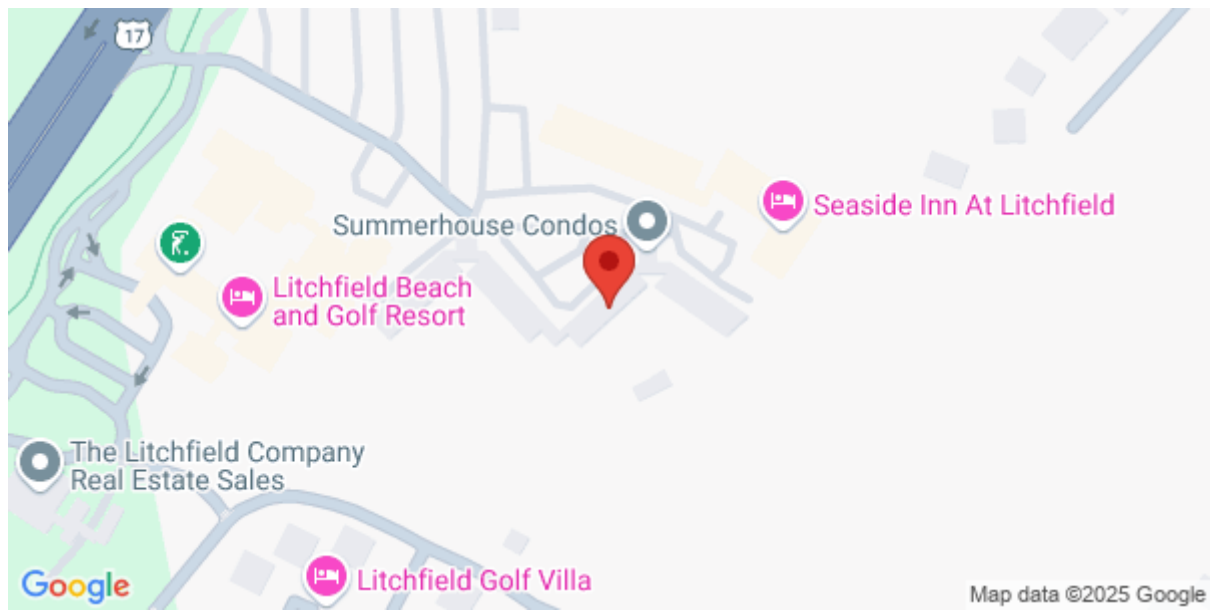 17
Summerhouse Condos
Seaside Inn At Litchfield
Litchfield Beach
and Golf Resort
The Litchfield Company
Real Estate Sales
Litchfield Golf Villa
Google
Map data ©2025 Google